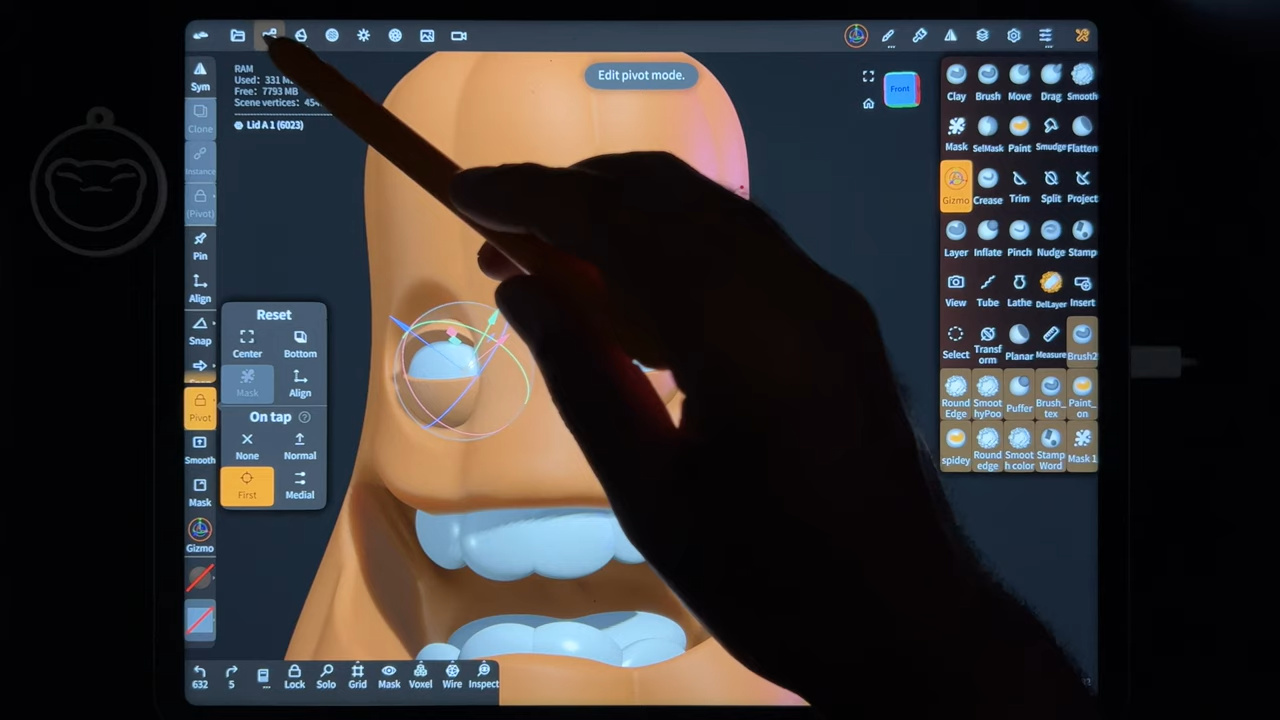 Edit pivot mode.
Front
RAM
Used: 331 M
Free: 7793 MB
Scene vertices: 454
Lid A 1 (6023)
Sym
Clone
Instance
(Pivot)
Pin
Align
Snap
Pivot
Smooth
Mask
Gizmo
Reset
Center
Bottom
Mask
Align
On tap ?
None
Normal
First
Medial
Clay Brush Move Drag Smooth
Mask SelMask Paint Smudge Flatten
Gizmo Crease Trim Split Project
Layer Inflate Pinch Nudge Stamp
View Tube Lathe DelLayer Insert
Select Transform Planar Measure Brush2
Round Edge SmoothyPoo Puffer Brush_tex Paint_on
spidey Round edge Smooth color Stamp Word Mask 1
632 5 Lock Solo Grid Mask Voxel Wire Inspect